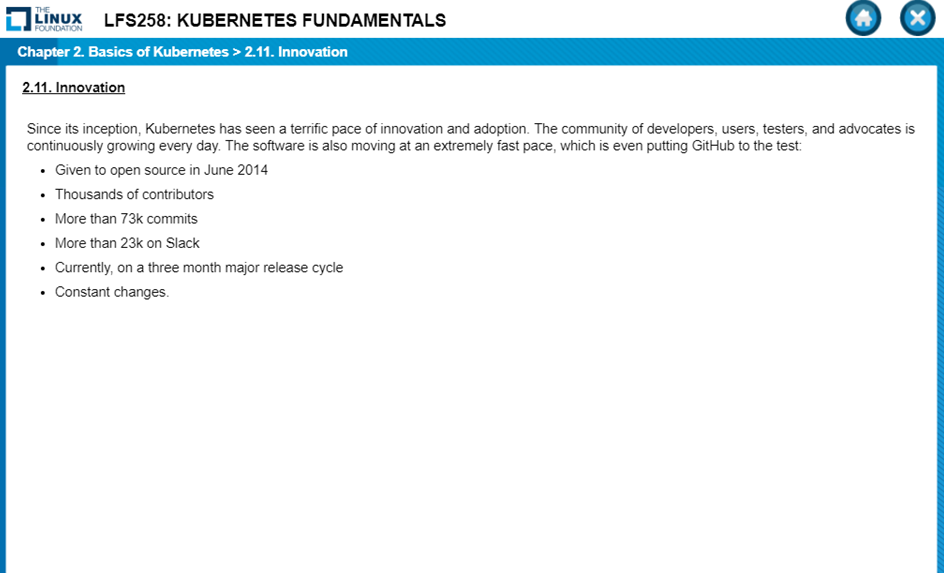 THE
LINUX
FOUNDATION
LFS258: KUBERNETES FUNDAMENTALS
Chapter 2. Basics of Kubernetes > 2.11. Innovation
2.11. Innovation
Since its inception, Kubernetes has seen a terrific pace of innovation and adoption. The community of developers, users, testers, and advocates is
continuously growing every day. The software is also moving at an extremely fast pace, which is even putting GitHub to the test:
• Given to open source in June 2014
• Thousands of contributors
• More than 73k commits
• More than 23k on Slack
• Currently, on a three month major release cycle
• Constant changes.